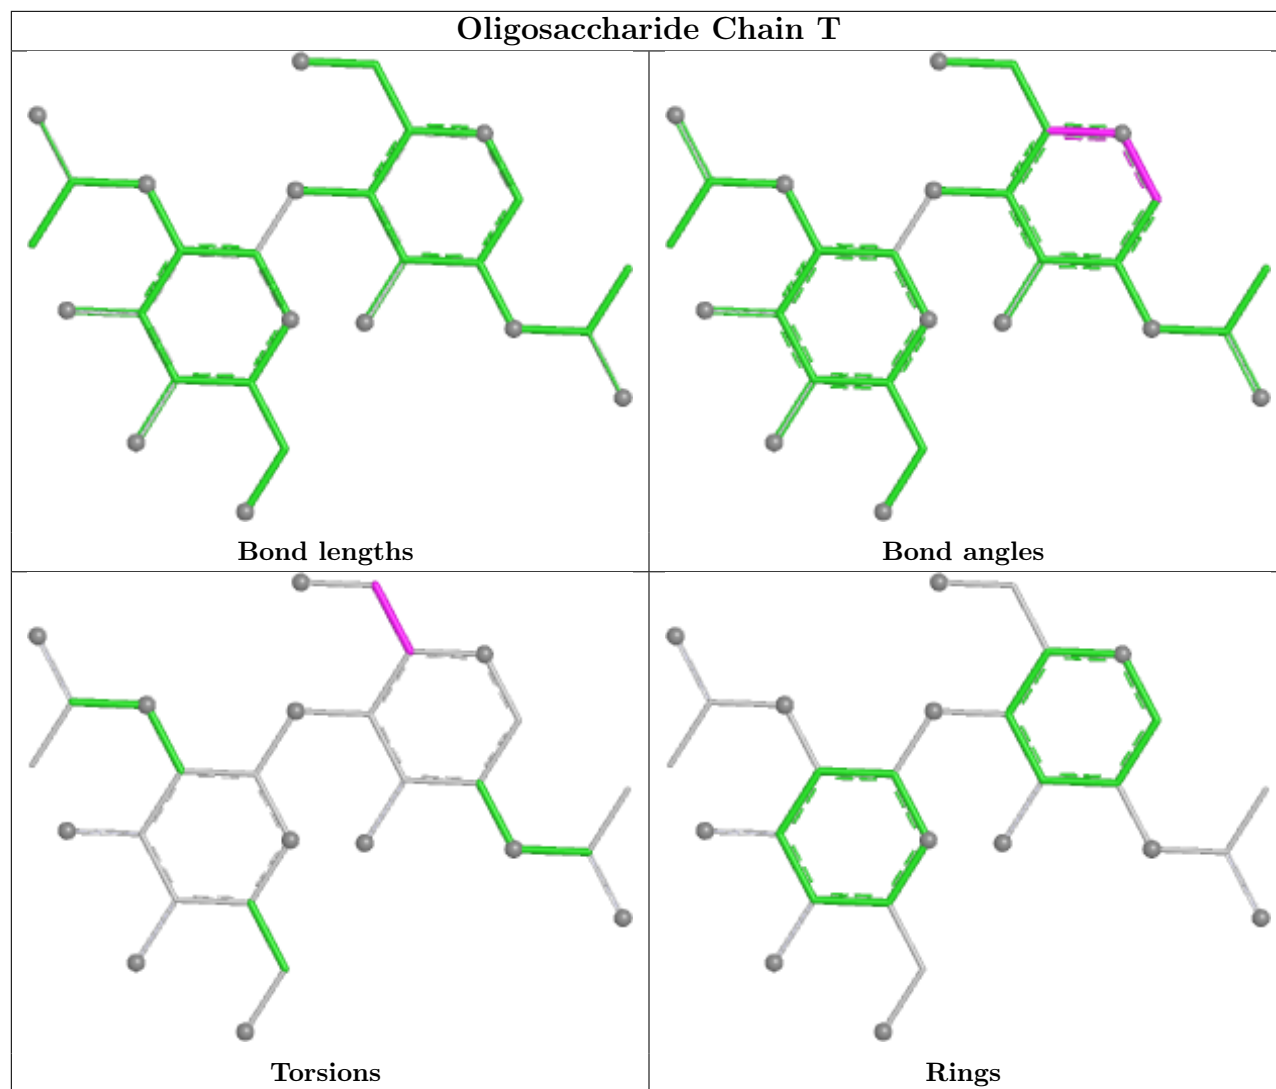 Oligosaccharide Chain T
Bond lengths
Bond angles
Torsions
Rings